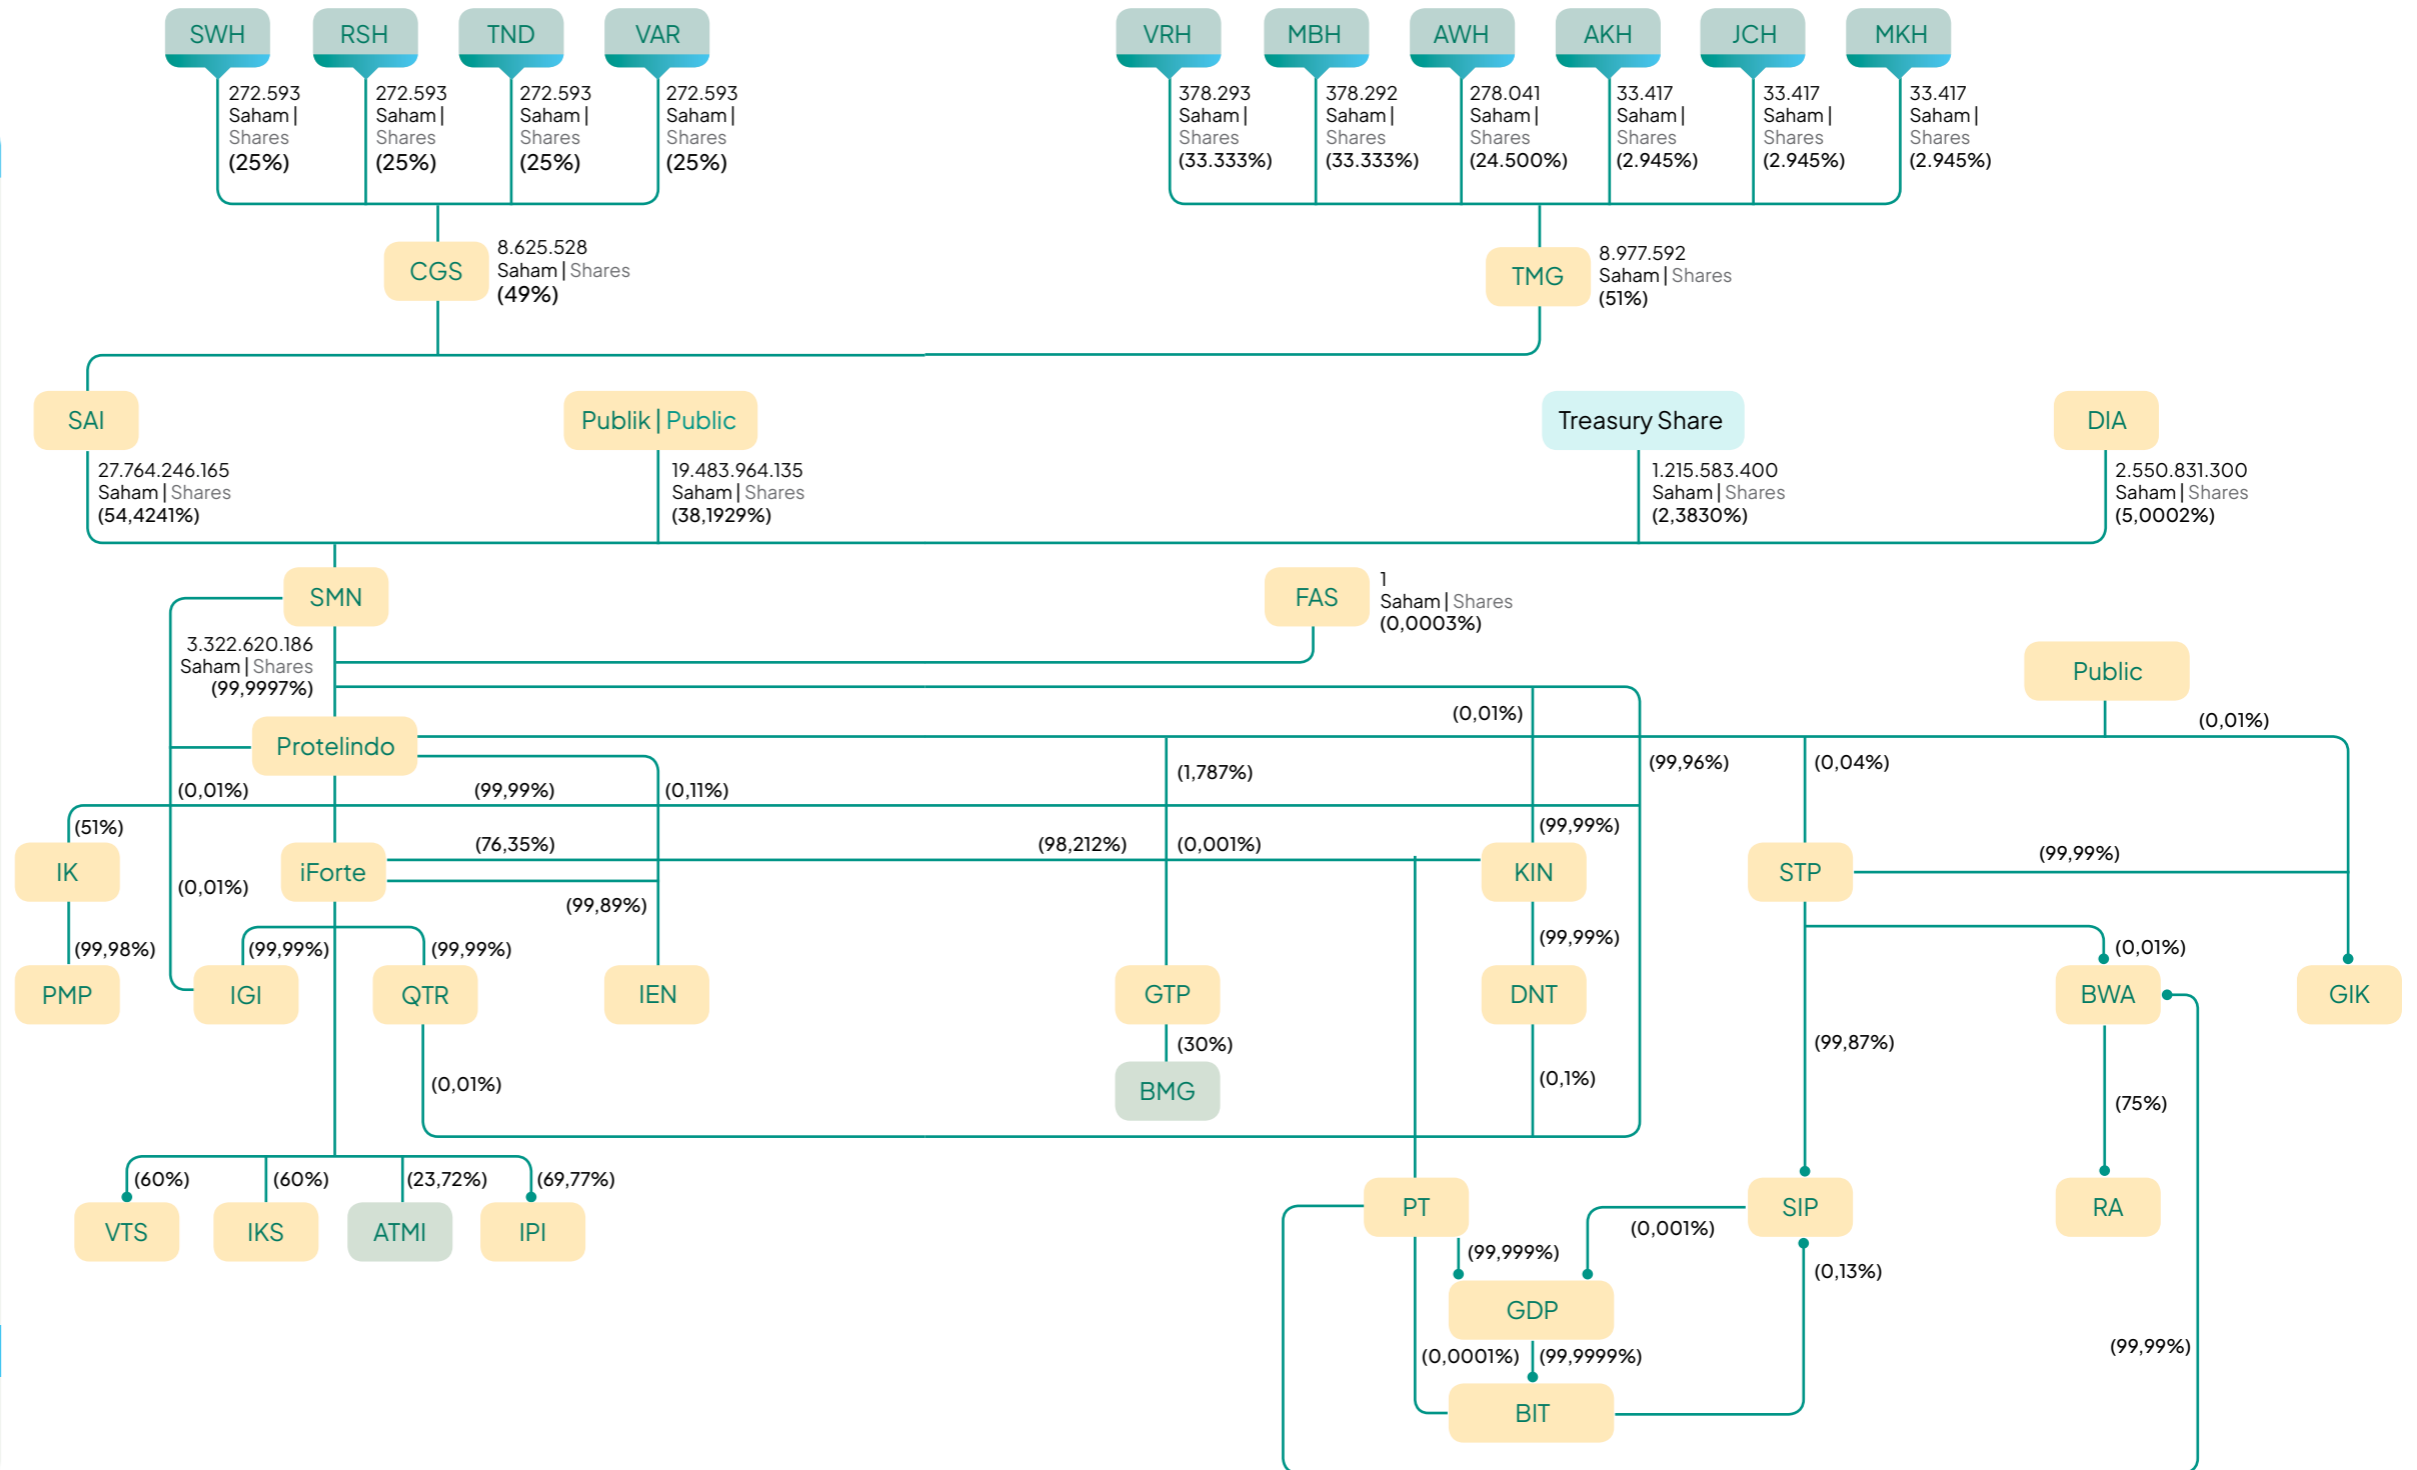 SWH
RSH
TND
VAR
VRH
MBH
AWH
AKH
JCH
MKH
272.593
Saham |
Shares
(25%)
272.593
Saham |
Shares
(25%)
272.593
Saham |
Shares
(25%)
272.593
Saham |
Shares
(25%)
378.293
Saham |
Shares
(33.333%)
378.292
Saham |
Shares
(33.333%)
278.041
Saham |
Shares
(24.500%)
33.417
Saham |
Shares
(2.945%)
33.417
Saham |
Shares
(2.945%)
33.417
Saham |
Shares
(2.945%)
CGS
8.625.528
Saham | Shares
(49%)
TMG
8.977.592
Saham | Shares
(51%)
SAI
Publik | Public
Treasury Share
DIA
27.764.246.165
Saham | Shares
(54,4241%)
19.483.964.135
Saham | Shares
(38,1929%)
1.215.583.400
Saham | Shares
(2,3830%)
2.550.831.300
Saham | Shares
(5,0002%)
SMN
FAS
1
Saham | Shares
(0,0003%)
3.322.620.186
Saham | Shares
(99,9997%)
Public
(0,01%)
(0,01%)
Protelindo
(1,787%)
(99,96%)
(0,04%)
(0,01%)
(99,99%)
(0,11%)
(51%)
(99,99%)
(76,35%)
(98,212%)
(0,001%)
(99,99%)
IK
iForte
KIN
STP
(0,01%)
(99,89%)
(99,98%)
(99,99%)
(99,99%)
(99,99%)
(0,01%)
PMP
IGI
QTR
IEN
GTP
DNT
BWA
GIK
(30%)
(99,87%)
(0,01%)
BMG
(0,1%)
(75%)
(60%)
(60%)
(23,72%)
(69,77%)
VTS
IKS
ATMI
IPI
PT
SIP
RA
(0,001%)
(99,999%)
(0,13%)
GDP
(0,0001%)
(99,9999%)
(99,99%)
BIT